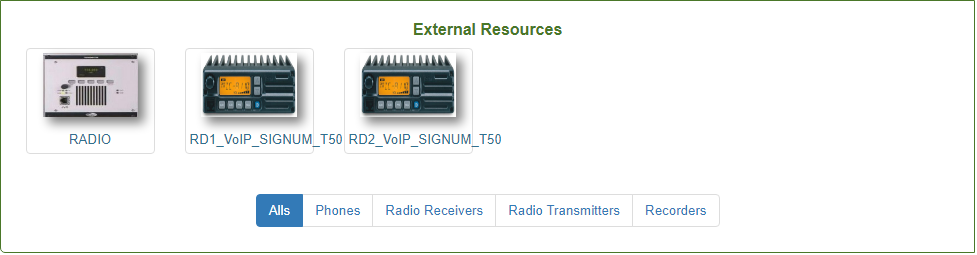 External Resources
RADIO
RD1_VoIP_SIGNUM_T50
RD2_VoIP_SIGNUM_T50
Alls
Phones
Radio Receivers
Radio Transmitters
Recorders